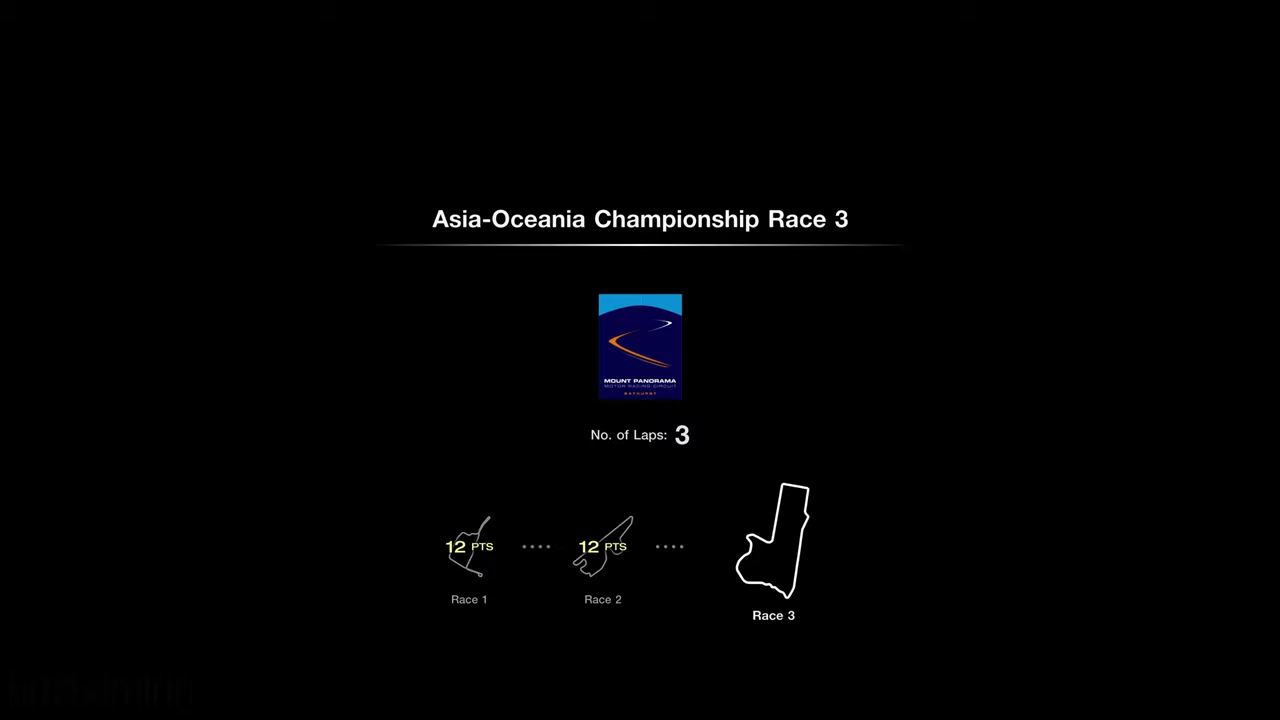 Asia-Oceania Championship Race 3
MOUNT PANORAMA
MOTOR RACING CIRCUIT
BATHURST
No. of Laps: 3
12 PTS
12 PTS
Race 1
Race 2
Race 3